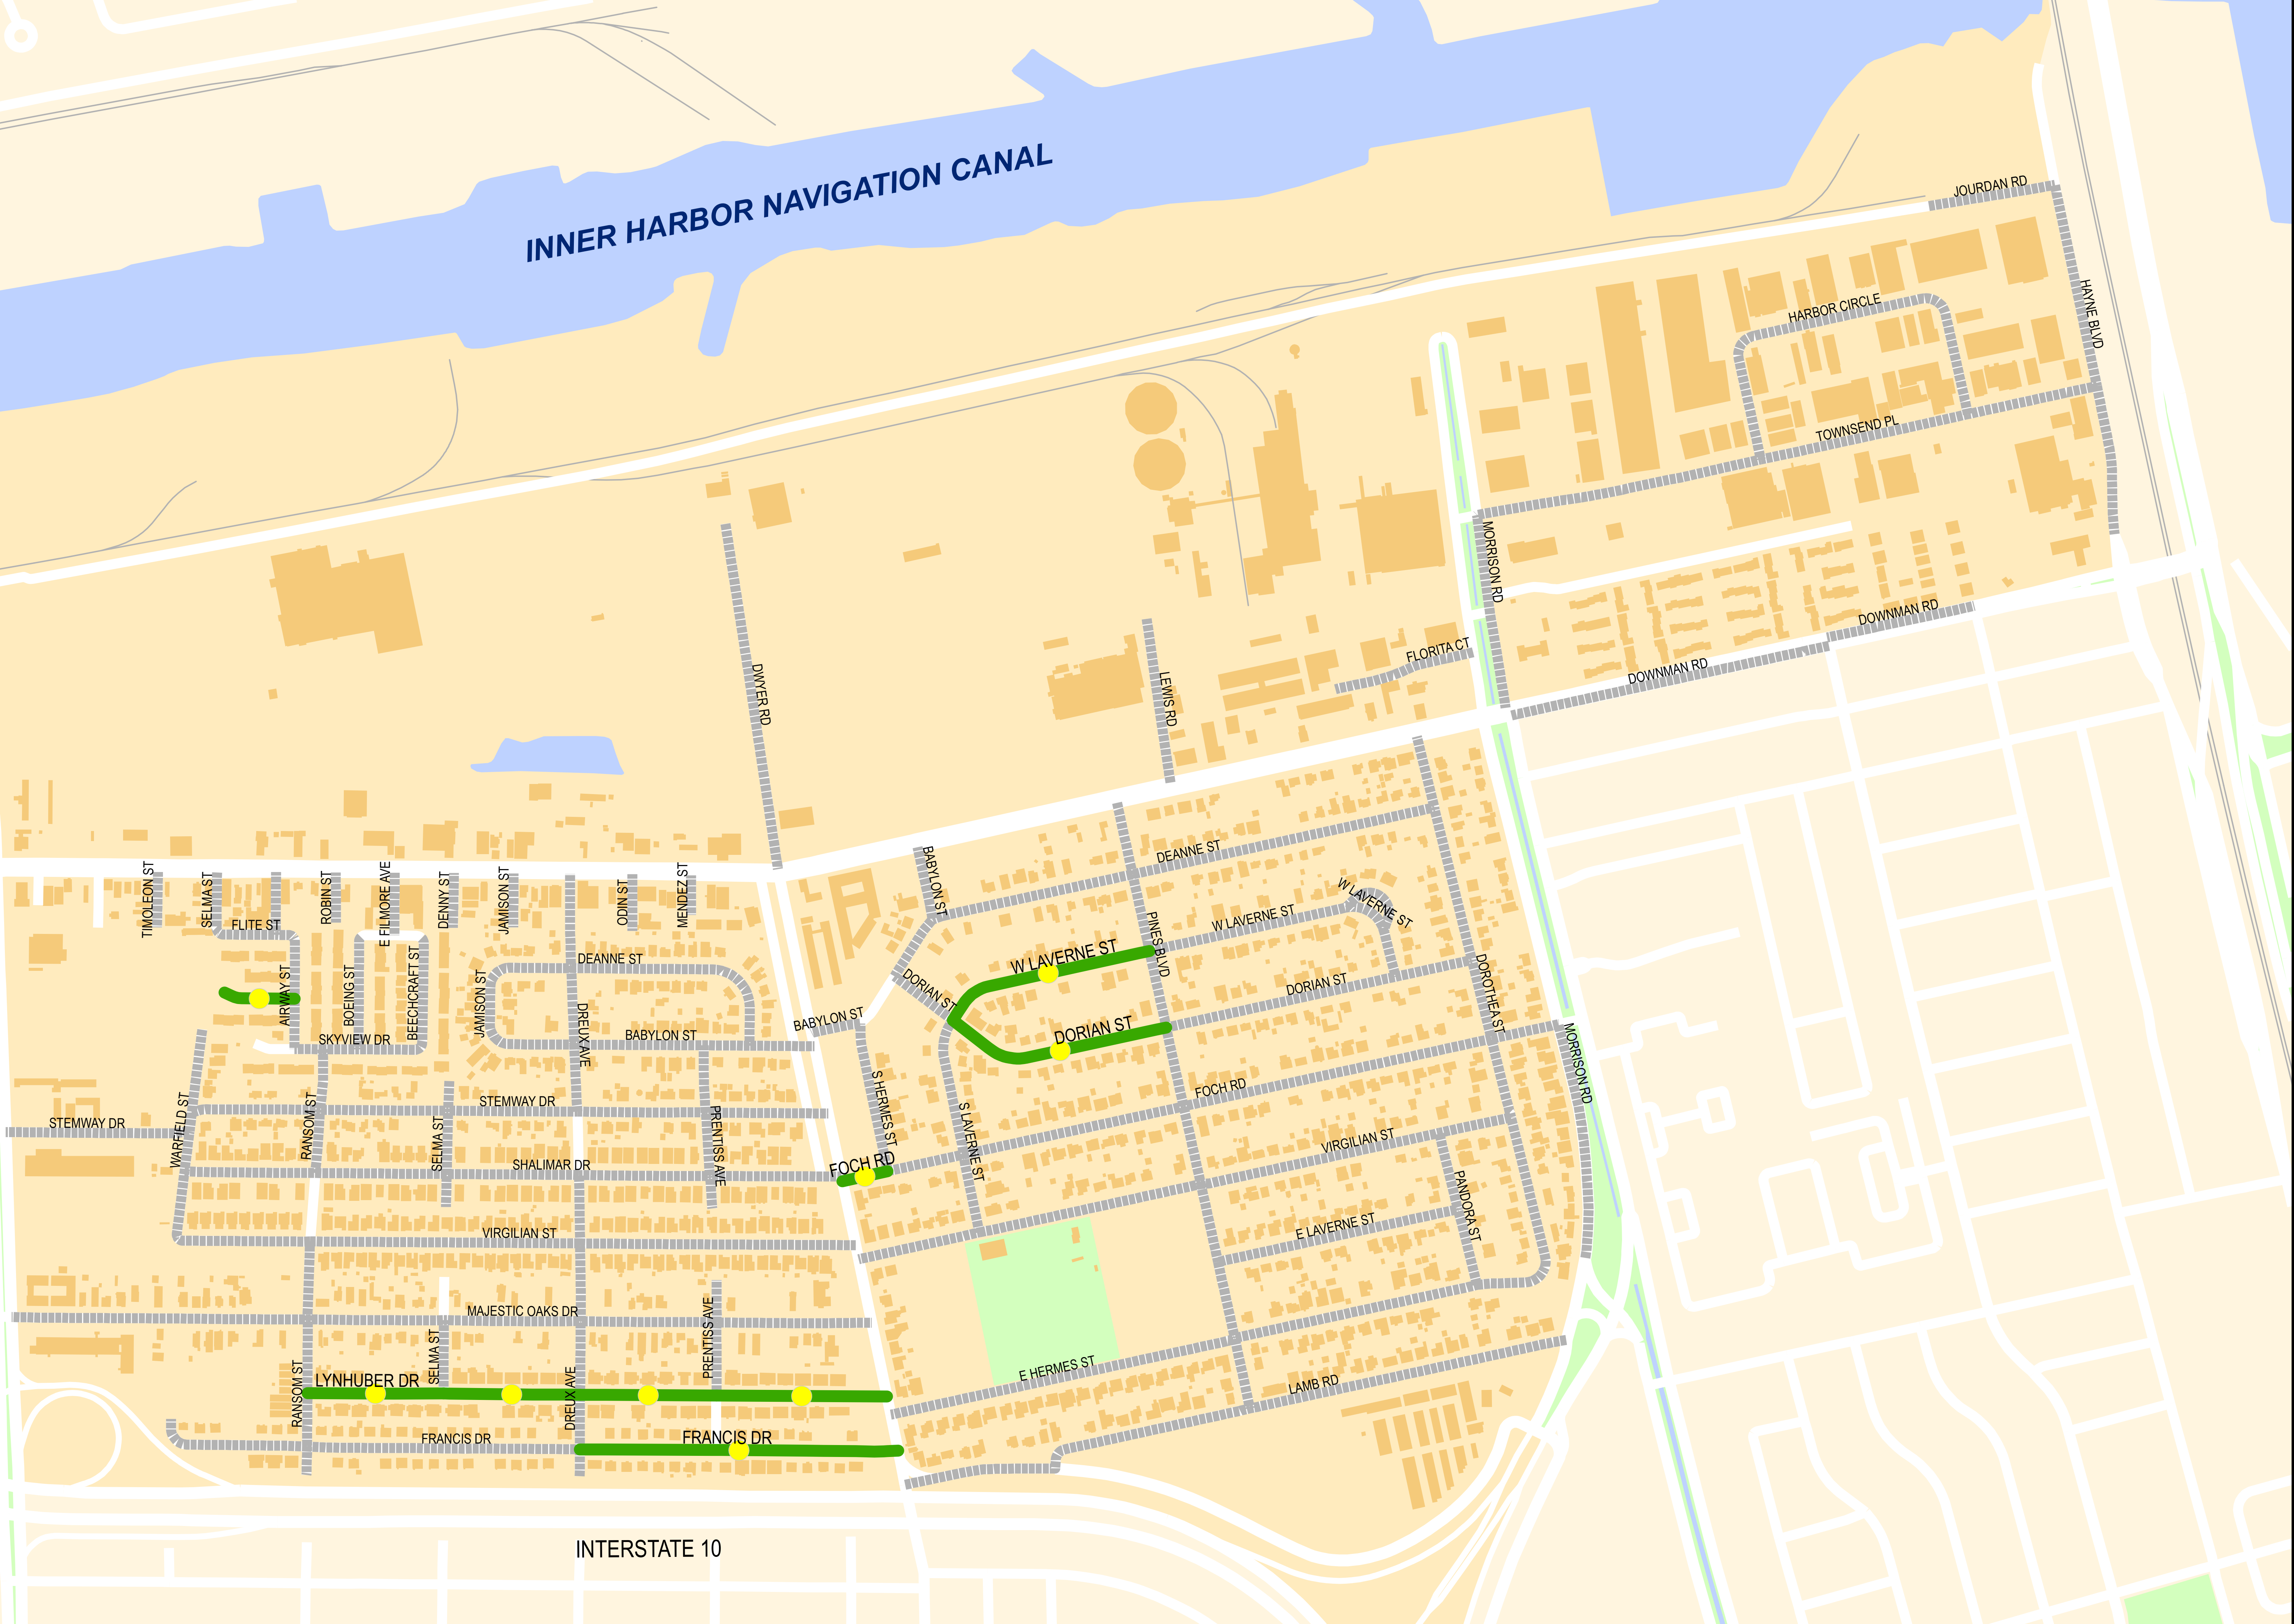 INNER HARBOR NAVIGATION CANAL
JOURDAN RD
HAYNE BLVD
HARBOR CIRCLE
TOWNSEND PL
MORRISON RD
DOWNMAN RD
DOWNMAN RD
FLORITA CT
LEWIS RD
DWYER RD
TIMOLEON ST
SELMA ST
FLITE ST
ROBIN ST
E FILMORE AVE
DENNY ST
JAMISON ST
ODIN ST
MENDEZ ST
BABYLON ST
DEANNE ST
W LAVERNE ST
W LAVERNE ST
W LAVERNE ST
PINES BLVD
DEANNE ST
DORIAN ST
DORIAN ST
DORIAN ST
DOROTHEA ST
AIRWAY ST
BOEING ST
BEECHCRAFT ST
JAMISON ST
DREUX AVE
BABYLON ST
BABYLON ST
SKYVIEW DR
MORRISON RD
S HERMES ST
FOCH RD
STEMWAY DR
STEMWAY DR
WARFIELD ST
RANSOM ST
SELMA ST
PRENTISS AVE
S LAVERNE ST
VIRGILIAN ST
SHALIMAR DR
FOCH RD
PANDORA ST
VIRGILIAN ST
E LAVERNE ST
MAJESTIC OAKS DR
PRENTISS AVE
SELMA ST
E HERMES ST
LYNHUBER DR
RANSOM ST
DREUX AVE
LAMB RD
FRANCIS DR
FRANCIS DR
INTERSTATE 10